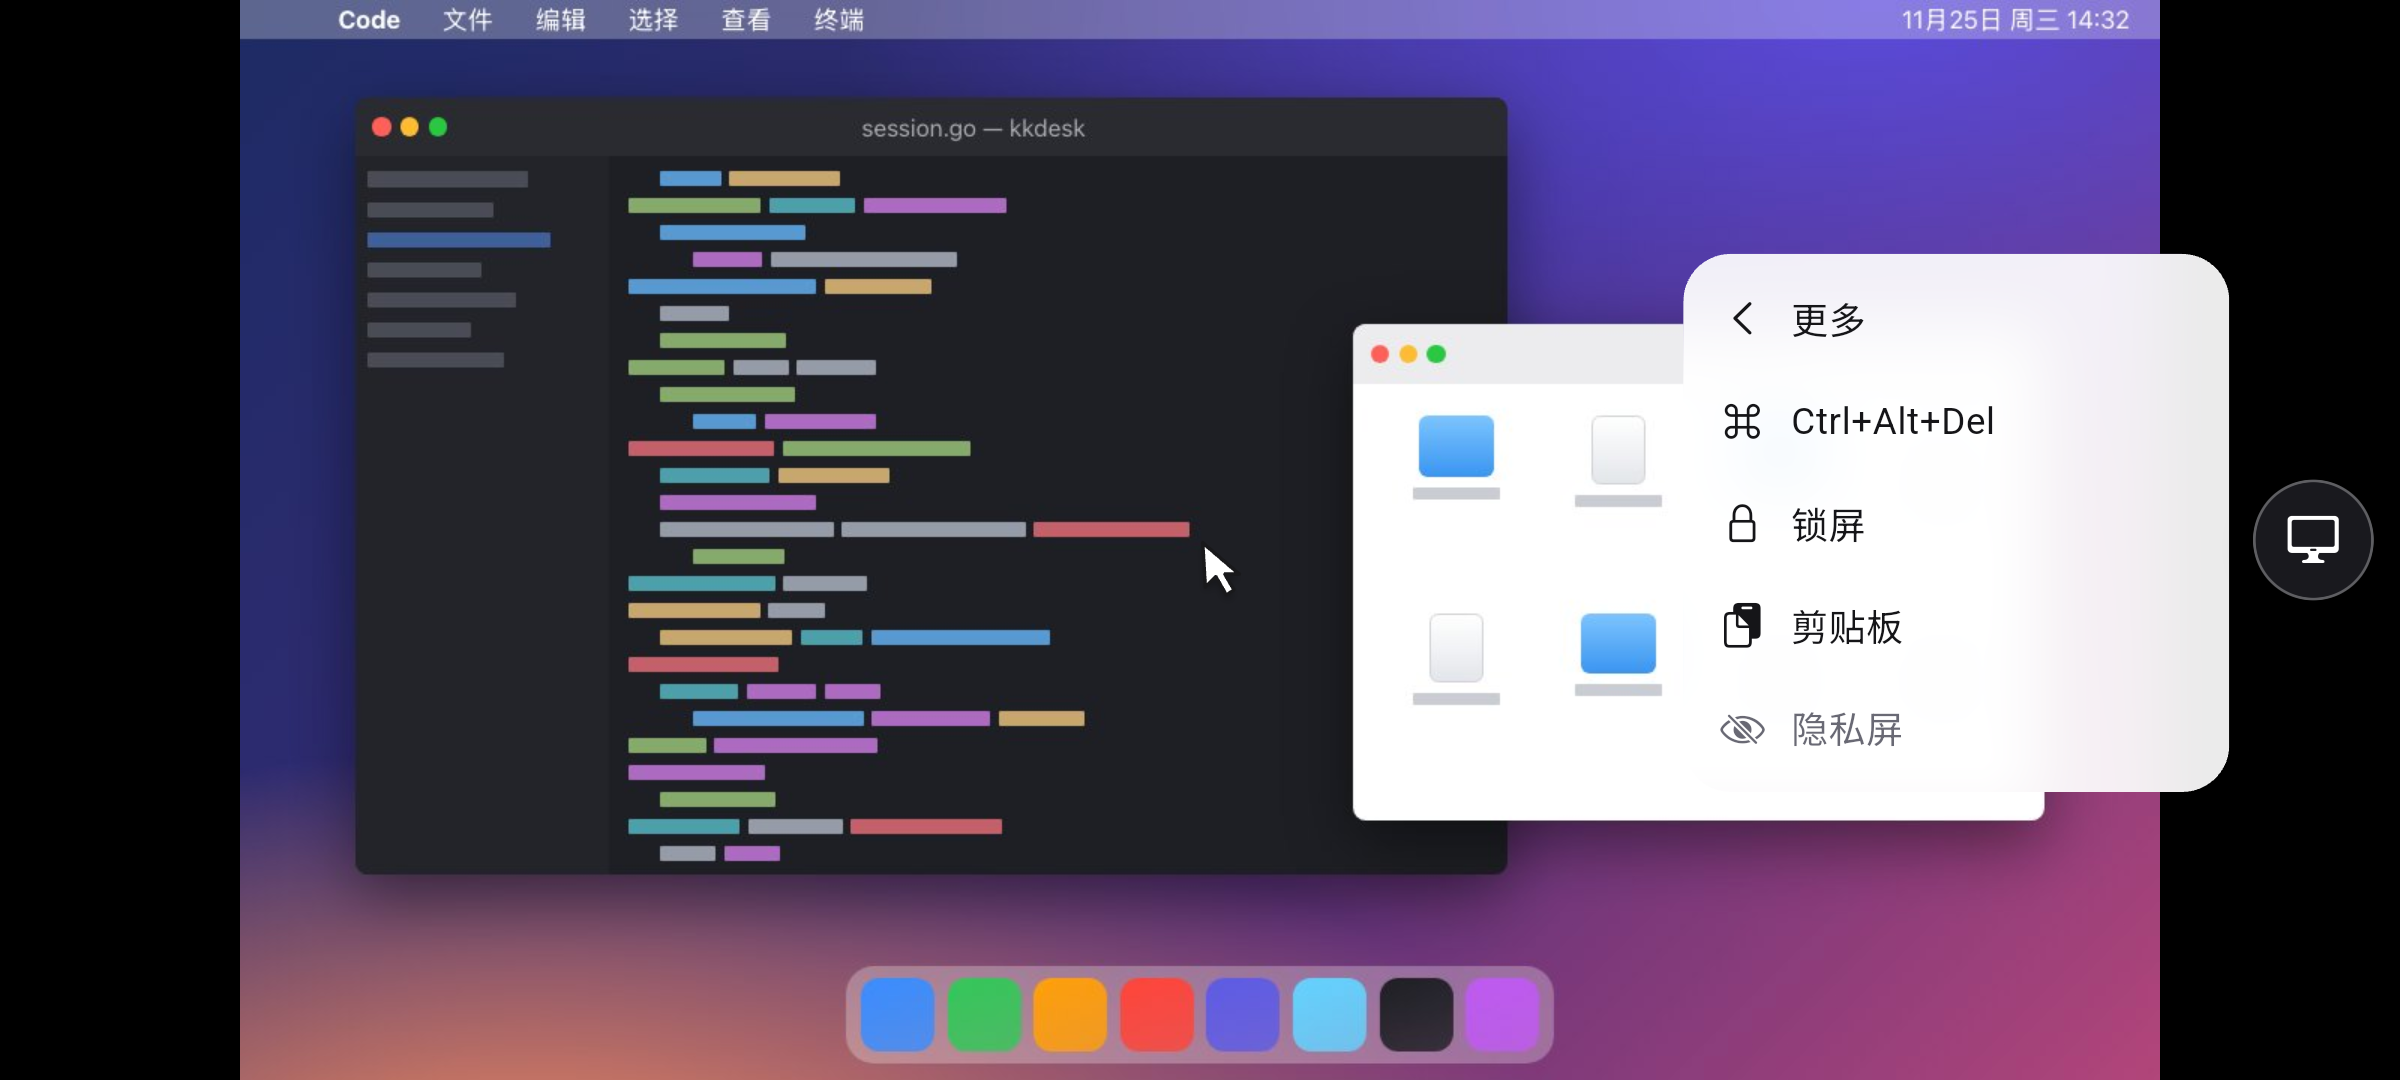 Code 文件 编辑 选择 查看 终端 11月25日 周三 14:32
session.go — kkdesk
更多
Ctrl+Alt+Del
锁屏
剪贴板
隐私屏